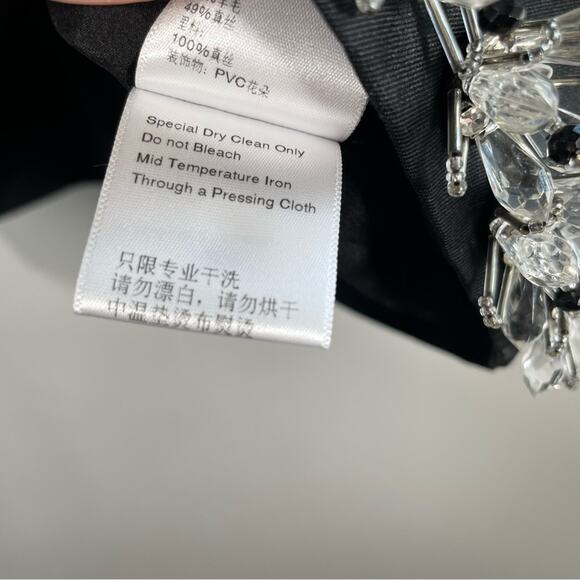 49%真丝
里料:
100%真丝
装饰物: PVC花朵
Special Dry Clean Only
Do not Bleach
Mid Temperature Iron
Through a Pressing Cloth
只限专业干洗
请勿漂白，请勿烘干
中温垫烫布熨烫